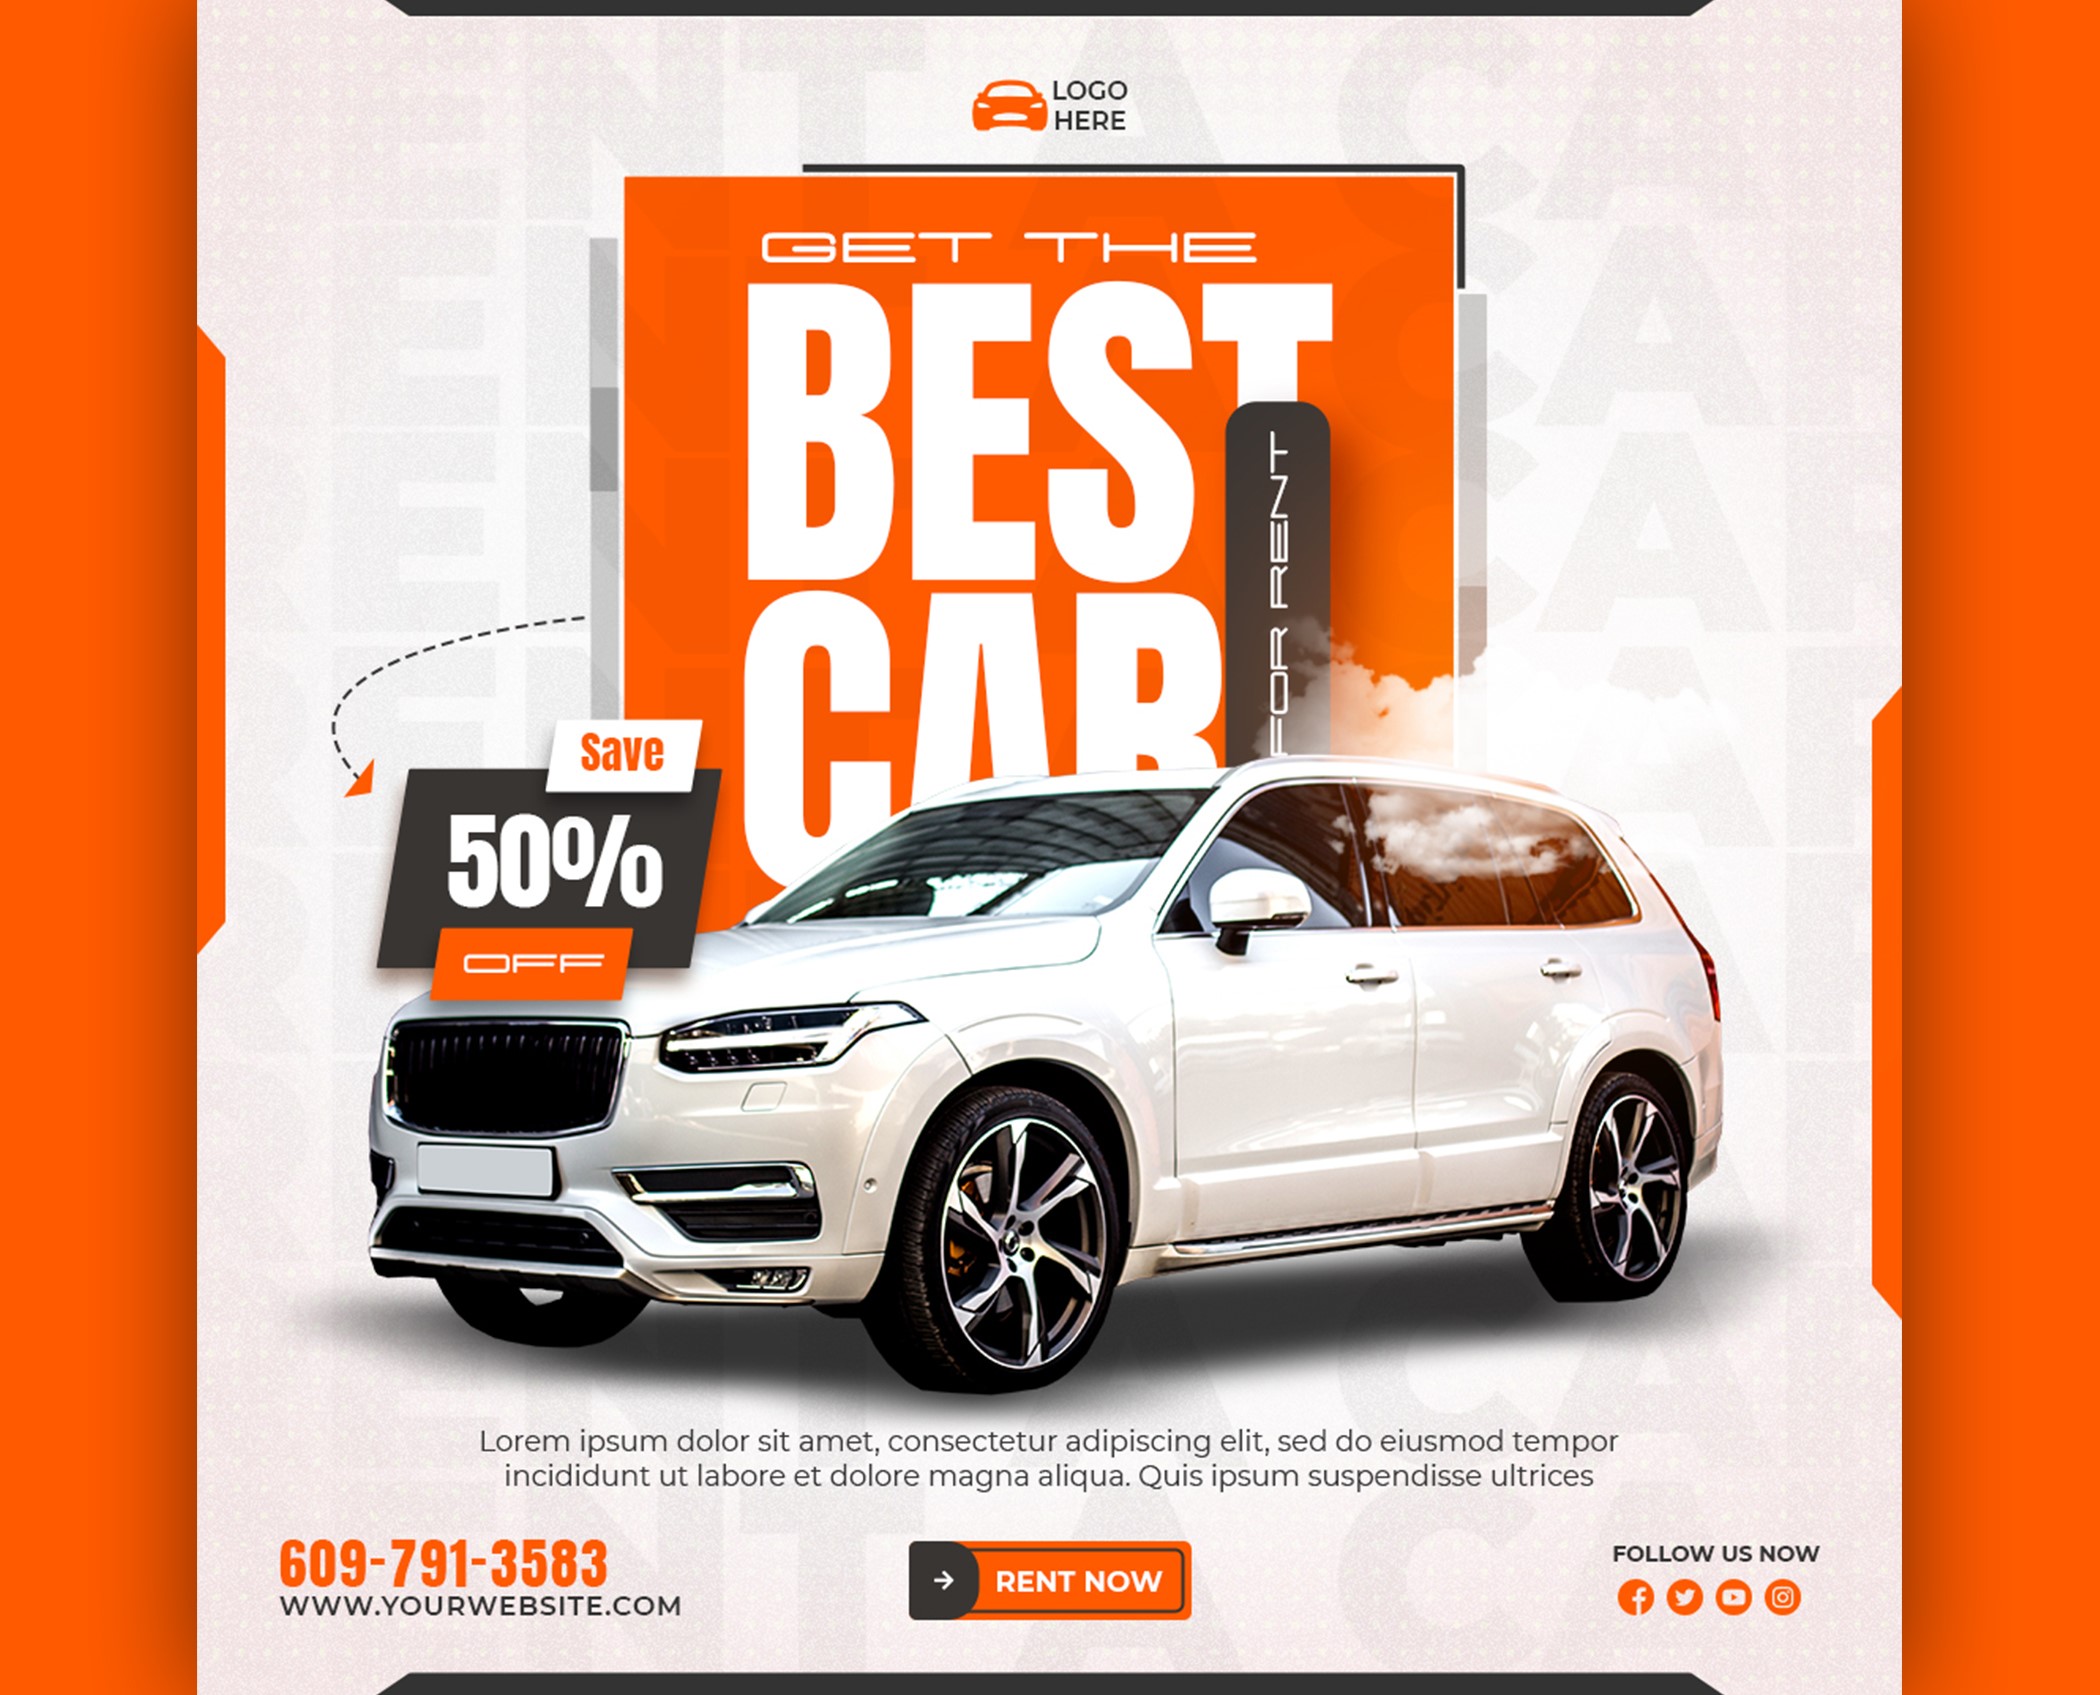 LOGO
HERE
GET THE
BEST
CAR
FOR RENT
Save
50%
OFF
Lorem ipsum dolor sit amet, consectetur adipiscing elit, sed do eiusmod tempor
incididunt ut labore et dolore magna aliqua. Quis ipsum suspendisse ultrices
609-791-3583
WWW.YOURWEBSITE.COM
RENT NOW
FOLLOW US NOW